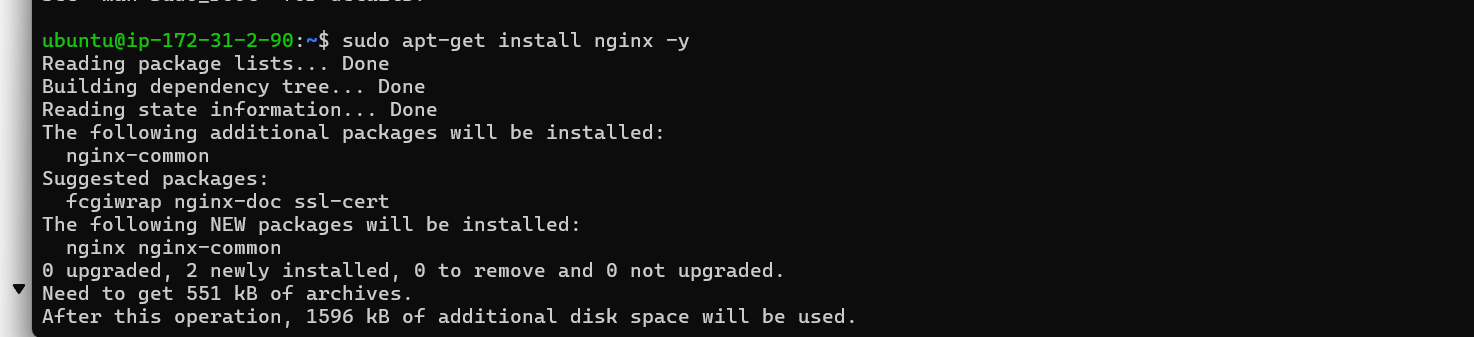 ubuntu@ip-172-31-2-90:~$ sudo apt-get install nginx -y
Reading package lists... Done
Building dependency tree... Done
Reading state information... Done
The following additional packages will be installed:
  nginx-common
Suggested packages:
  fcgiwrap nginx-doc ssl-cert
The following NEW packages will be installed:
  nginx nginx-common
0 upgraded, 2 newly installed, 0 to remove and 0 not upgraded.
Need to get 551 kB of archives.
After this operation, 1596 kB of additional disk space will be used.